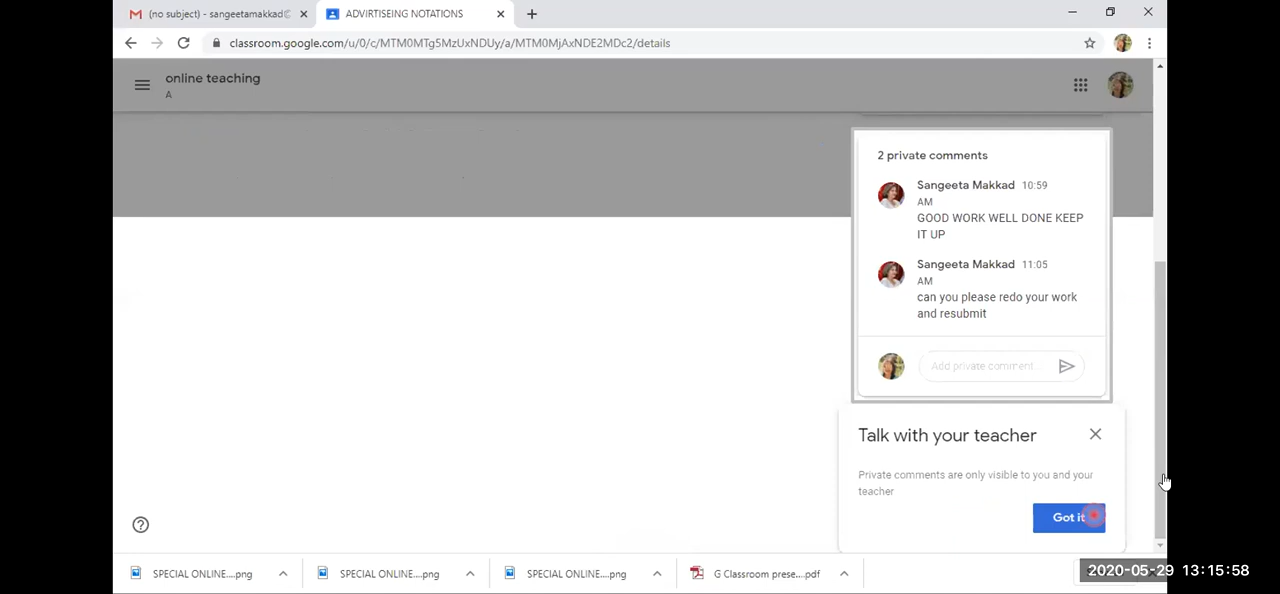 (no subject) - sangeetamakkad@
ADVIRTISEING NOTATIONS
classroom.google.com/u/0/c/MTM0MTg5MzUxNDUy/a/MTM0MjAxNDE2MDc2/details
online teaching
A
2 private comments
Sangeeta Makkad 10:59
AM
GOOD WORK WELL DONE KEEP
IT UP
Sangeeta Makkad 11:05
AM
can you please redo your work
and resubmit
Add private comment...
Talk with your teacher
Private comments are only visible to you and your
teacher
Got it
SPECIAL ONLINE....png
SPECIAL ONLINE....png
SPECIAL ONLINE....png
G Classroom prese....pdf
2020-05-29 13:15:58